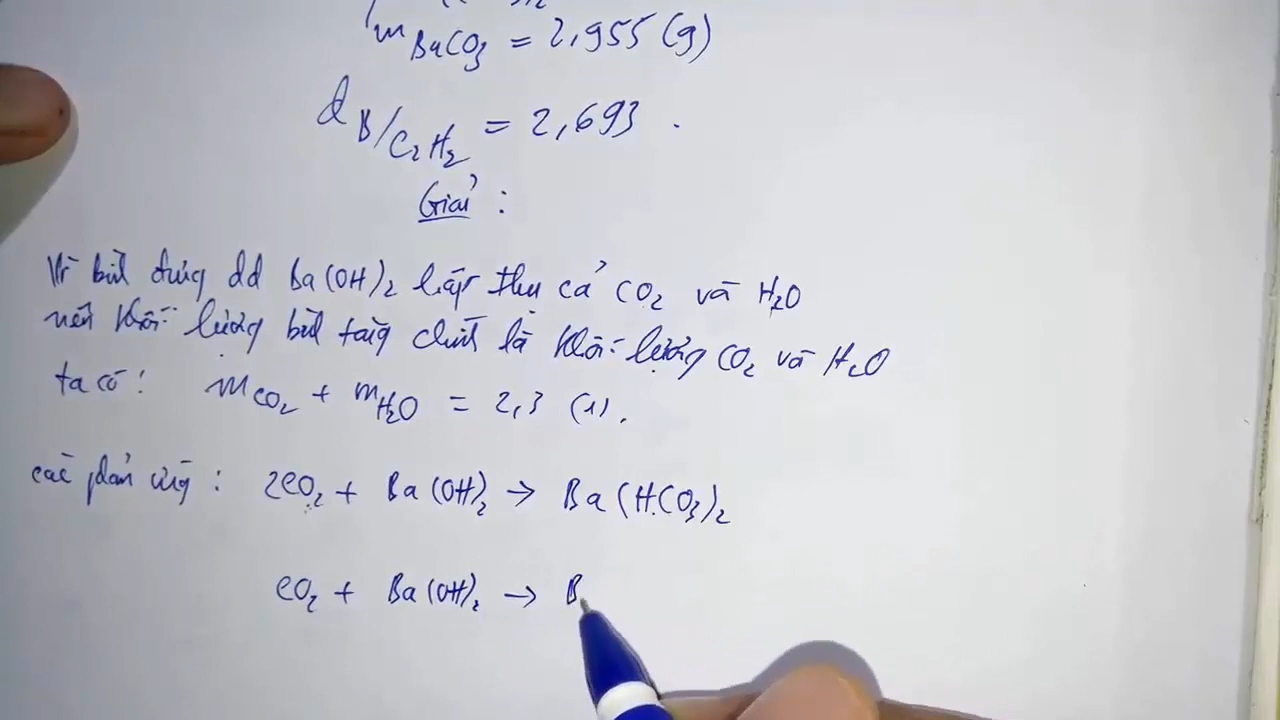 m BaCO3 = 2,955 (g)
d B/C2H2 = 2,693 .
Giải :
Vì bình đựng dd Ba(OH)2 hấp thu cả CO2 và H2O
nên khối lượng bình tăng chính là khối lượng CO2 và H2O
ta có : mCO2 + mH2O = 2,3 (1).
các phản ứng : 2CO2 + Ba(OH)2 → Ba(HCO3)2
CO2 + Ba(OH)2 → B